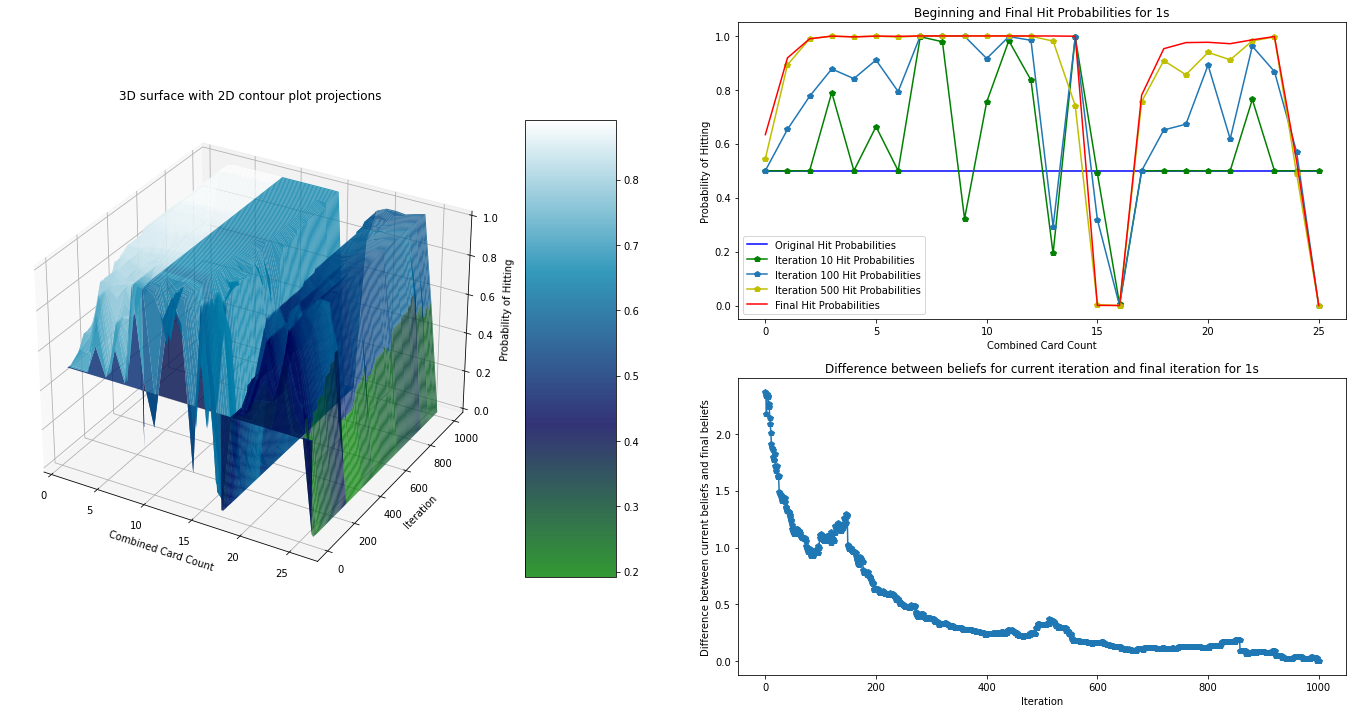 3D surface with 2D contour plot projections
1.0
0.8
0.6
0.4
0.2
0.0
Probability of Hitting
0
5
10
15
20
25
Combined Card Count
0
200
400
600
800
1000
Iteration
0.8
0.7
0.6
0.5
0.4
0.3
0.2
Beginning and Final Hit Probabilities for 1s
1.0
0.8
0.6
0.4
0.2
0.0
Probability of Hitting
Original Hit Probabilities
Iteration 10 Hit Probabilities
Iteration 100 Hit Probabilities
Iteration 500 Hit Probabilities
Final Hit Probabilities
0 5 10 15 20 25
Combined Card Count
Difference between beliefs for current iteration and final iteration for 1s
2.0
1.5
1.0
0.5
0.0
Difference between current beliefs and final beliefs
0 200 400 600 800 1000
Iteration